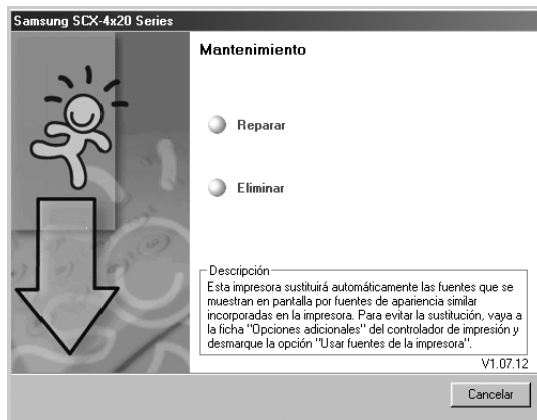 Samsung SCX-4x20 Series
Mantenimiento
Reparar
Eliminar
Descripción
Esta impresora sustituirá automáticamente las fuentes que se
muestran en pantalla por fuentes de apariencia similar
incorporadas en la impresora. Para evitar la sustitución, vaya a
la ficha "Opciones adicionales" del controlador de impresión y
desmarque la opción "Usar fuentes de la impresora".
V1.07.12
Cancelar